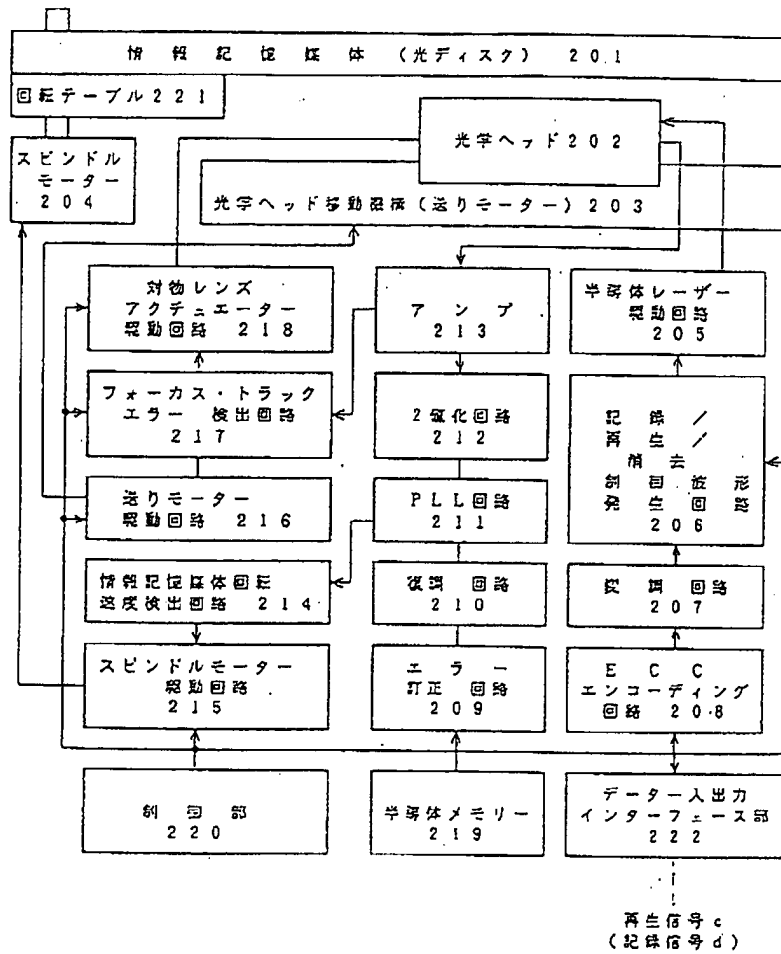 情報記憶媒体(光ディスク)201
回転テーブル221
光学ヘッド202
スピンドル
モーター
204
光学ヘッド移動機構(送りモーター)203
対物レンズ
アクチュエーター
駆動回路 218
アンプ
213
半導体レーザー
駆動回路
205
フォーカス・トラック
エラー 検出回路
217
2値化回路
212
記録/
再生/
消去
制御波形
発生回路
206
送りモーター
駆動回路 216
PLL回路
211
情報記憶媒体回転
速度検出回路 214
復調 回路
210
変調 回路
207
スピンドルモーター
駆動回路
215
エラー
訂正 回路
209
ECC
エンコーディング
回路 208
制御部
220
半導体メモリー
219
データー入出力
インターフェース部
222
再生信号c
(記録信号d)